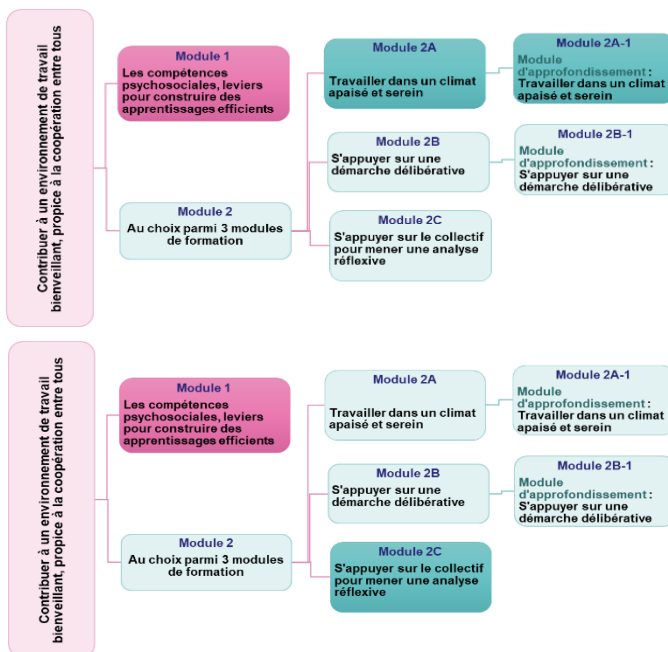 Contribuer à un environnement de travail
bienveillant, propice à la coopération entre tous
Module 1
Les compétences
psychosociales, leviers
pour construire des
apprentissages efficients
Module 2
Au choix parmi 3 modules
de formation
Module 2A
Travailler dans un climat
apaisé et serein
Module 2A-1
Module
d'approfondissement :
Travailler dans un climat
apaisé et serein
Module 2B
S'appuyer sur une
démarche délibérative
Module 2B-1
Module
d'approfondissement :
S'appuyer sur une
démarche délibérative
Module 2C
S'appuyer sur le collectif
pour mener une analyse
réflexive
Contribuer à un environnement de travail
bienveillant, propice à la coopération entre tous
Module 1
Les compétences
psychosociales, leviers
pour construire des
apprentissages efficients
Module 2
Au choix parmi 3 modules
de formation
Module 2A
Travailler dans un climat
apaisé et serein
Module 2A-1
Module
d'approfondissement :
Travailler dans un climat
apaisé et serein
Module 2B
S'appuyer sur une
démarche délibérative
Module 2B-1
Module
d'approfondissement :
S'appuyer sur une
démarche délibérative
Module 2C
S'appuyer sur le collectif
pour mener une analyse
réflexive